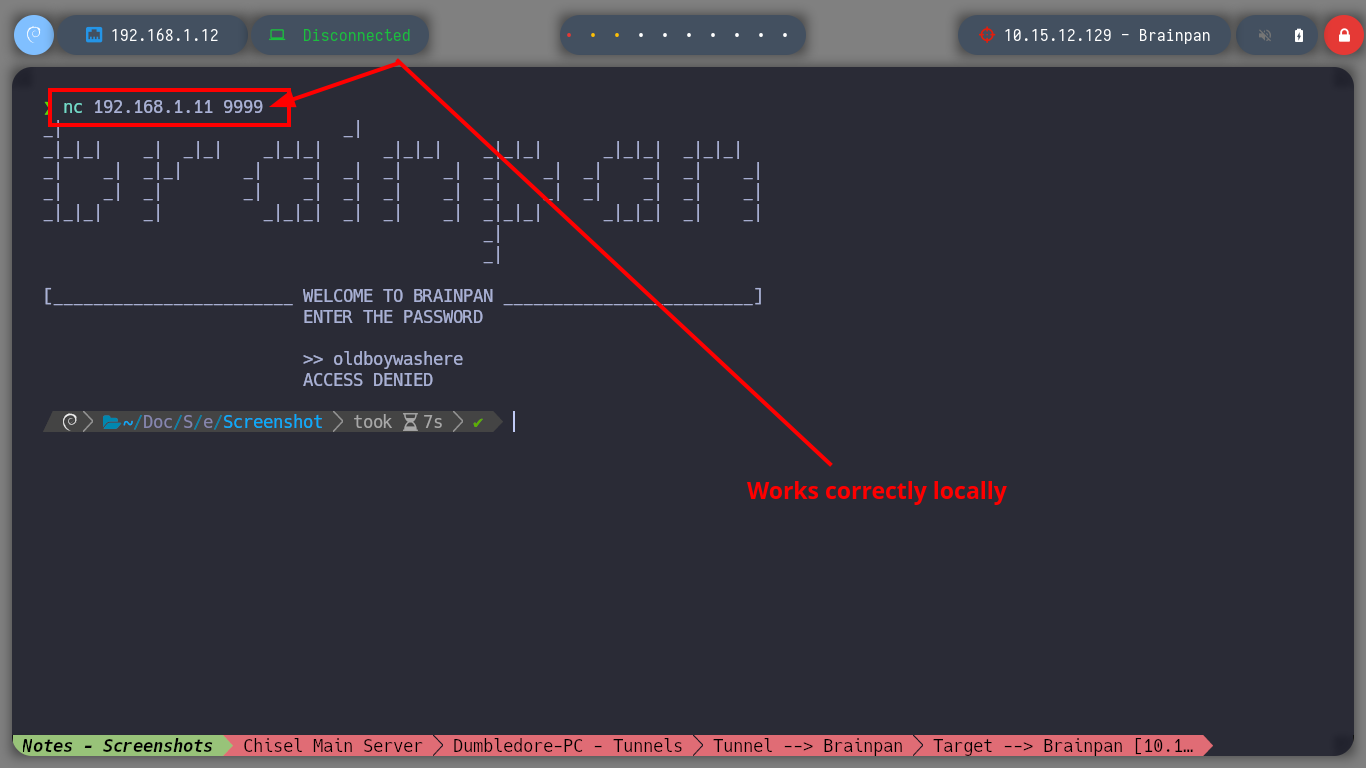 192.168.1.12 Disconnected 10.15.12.129 - Brainpan
nc 192.168.1.11 9999
_|                            _|
_|_|_|    _|  _|_|    _|_|_|      _|_|_|    _|_|_|      _|_|_|  _|_|_|
_|    _|  _|_|      _|    _|  _|  _|    _|  _|    _|  _|    _|  _|    _|
_|    _|  _|        _|    _|  _|  _|    _|  _|    _|  _|    _|  _|    _|
_|_|_|    _|          _|_|_|  _|  _|    _|  _|_|_|      _|_|_|  _|    _|
                                            _|
                                            _|
[________________________ WELCOME TO BRAINPAN _________________________]
ENTER THE PASSWORD
>> oldboywashere
ACCESS DENIED
~/Doc/S/e/Screenshot took 7s ✔
Works correctly locally
Notes - Screenshots Chisel Main Server Dumbledore-PC - Tunnels Tunnel --> Brainpan Target --> Brainpan [10.1…